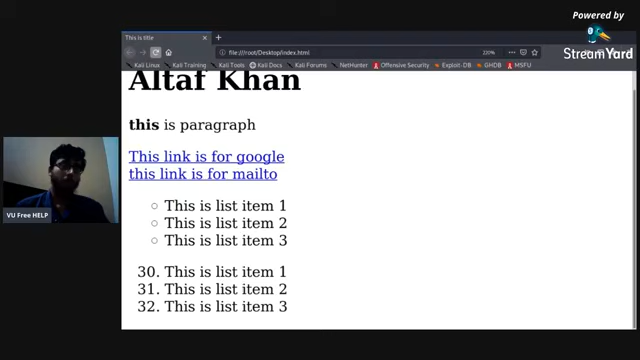 Powered by
StreamYard
This is title
file:///root/Desktop/index.html
220%
Kali Linux
Kali Training
Kali Tools
Kali Docs
Kali Forums
NetHunter
Offensive Security
Exploit-DB
GHDB
MSFU
Altaf Khan
this is paragraph
This link is for google
this link is for mailto
This is list item 1
This is list item 2
This is list item 3
30. This is list item 1
31. This is list item 2
32. This is list item 3
VU Free HELP